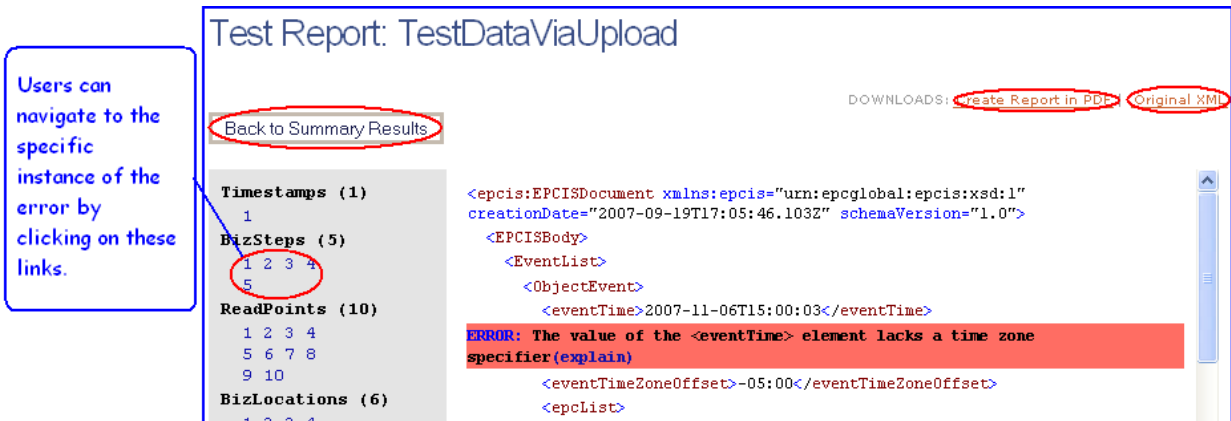 Test Report: TestDataViaUpload
Users can
navigate to the
specific
instance of the
error by
clicking on these
links.
DOWNLOADS: Create Report in PDF Original XML
Back to Summary Results
Timestamps (1)
1
BizSteps (5)
1 2 3 4
5
ReadPoints (10)
1 2 3 4
5 6 7 8
9 10
BizLocations (6)
1 2 3 4
<epcis:EPCISDocument xmlns:epcis="urn:epcglobal:epcis:xsd:1"
creationDate="2007-09-19T17:05:46.103Z" schemaVersion="1.0">
<EPCISBody>
<EventList>
<ObjectEvent>
<eventTime>2007-11-06T15:00:03</eventTime>
ERROR: The value of the <eventTime> element lacks a time zone
specifier(explain)
<eventTimeZoneOffset>-05:00</eventTimeZoneOffset>
<epcList>